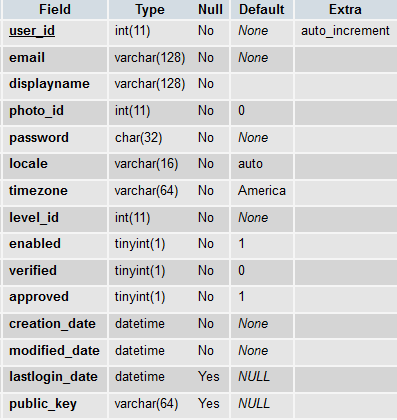 Field Type Null Default Extra
user_id int(11) No None auto_increment
email varchar(128) No None
displayname varchar(128) No
photo_id int(11) No 0
password char(32) No None
locale varchar(16) No auto
timezone varchar(64) No America
level_id int(11) No None
enabled tinyint(1) No 1
verified tinyint(1) No 0
approved tinyint(1) No 1
creation_date datetime No None
modified_date datetime No None
lastlogin_date datetime Yes NULL
public_key varchar(64) Yes NULL